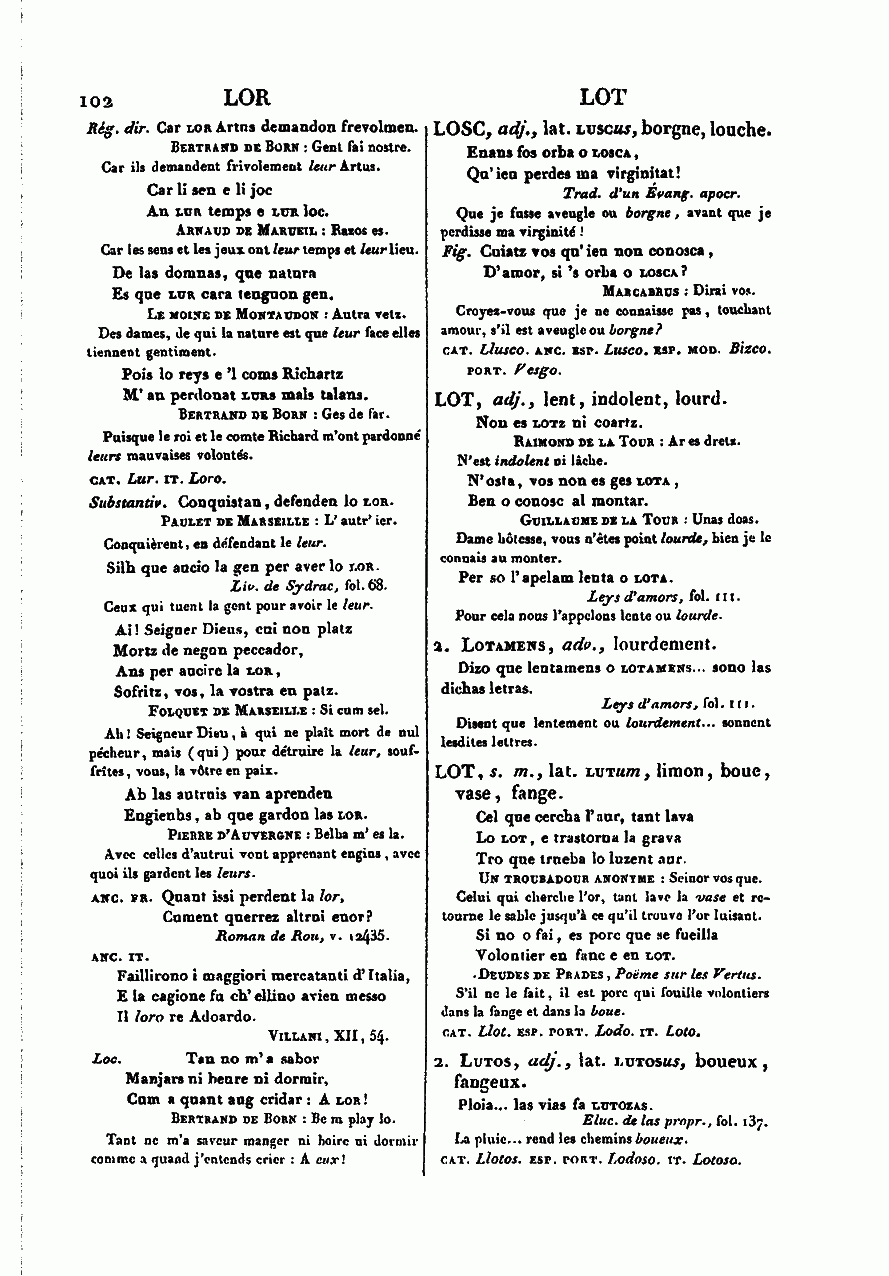 102 LOR LOT
Rég. dir. Car LOR Artus demandon frevolmen.
BERTRAND DE BORN : Gent fai nostre.
Car ils demandent frivolement leur Artus.
Car li sen e li joc
An LUR temps e LUR loc.
ARNAUD DE MARUEIL : Razos es.
Car les sens et les jeux ont leur temps et leur lieu.
De las domnas, que natura
Es que LUR cara tenguon gen.
LE MOINE DE MONTAUDON : Autra vetz.
Des dames, de qui la nature est que leur face elles
tiennent gentiment.
Pois lo reys e 'l coms Richartz
M' an perdonat LURS mals talans.
BERTRAND DE BORN : Ges de far.
Puisque le roi et le comte Richard m'ont pardonné
leurs mauvaises volontés.
CAT. Lur. IT. Loro.
Substantiv. Conquistan, defenden lo LOR.
PAULET DE MARSEILLE : L' autr' ier.
Conquièrent, en défendant le leur.
Silh que aucio la gen per aver lo LOR.
Liv. de Sydrac, fol. 68.
Ceux qui tuent la gent pour avoir le leur.
Ai! Seigner Dieus, cui non platz
Mortz de negun peccador,
Ans per aucire la LOR,
Sofritz, vos, la vostra en patz.
FOLQUET DE MARSEILLE : Si cum sel.
Ah! Seigneur Dieu, à qui ne plaît mort de nul
pécheur, mais (qui) pour détruire la leur, souf-
frîtes, vous, la vôtre en paix.
Ab las autruis van aprenden
Engienhs, ab que gardon las LOR.
PIERRE D'AUVERGNE : Belha m' es la.
Avec celles d'autrui vont apprenant engins, avec
quoi ils gardent les leurs.
ANC. FR. Quant issi perdent la lor,
Cument querrez altroi enor?
Roman de Rou, v. 12435.
ANC. IT.
Faillirono i maggiori mercatanti d' Italia,
E la cagione fu ch' ellino avien messo
Il loro re Adoardo.
VILLANI, XII, 54.
Loc. Tan no m' a sabor
Manjars ni beure ni dormir,
Cum a quant aug cridar : A LOR!
BERTRAND DE BORN : Be m play lo.
Tant ne m'a saveur manger ni boire ni dormir
comme a quand j'entends crier : A eux!
LOSC, adj., lat. LUSCUS, borgne, louche.
Enans fos orba o LOSCA,
Qu' ieu perdes ma virginitat!
Trad. d'un Évang. apocr.
Que je fusse aveugle ou borgne, avant que je
perdisse ma virginité!
Fig. Cuiatz vos qu' ieu non conosca,
D' amor, si 's orba o LOSCA?
MARCABRUS : Dirai vos.
Croyez-vous que je ne connaisse pas, touchant
amour, s'il est aveugle ou borgne?
CAT. Llusco. ANC. ESP. Lusco. ESP. MOD. Bizco.
PORT. Vesgo.
LOT, adj., lent, indolent, lourd.
Non es LOTZ ni coartz.
RAIMOND DE LA TOUR : Ar es dretz.
N'est indolent ni lâche.
N' osta, vos non es ges LOTA,
Ben o conosc al montar.
GUILLAUME DE LA TOUR : Unas doas.
Dame hôtesse, vous n'êtes point lourde, bien je le
connais au monter.
Per so l' apelam lenta o LOTA.
Leys d'amors, fol. 111.
Pour cela nous l'appelons lente ou lourde.
2. LOTAMENS, adv., lourdement.
Dizo que lentamens o LOTAMENS... sono las
dichas letras.
Leys d'amors, fol. 111.
Disent que lentement ou lourdement... sonnent
lesdites lettres.
LOT, s. m., lat. LUTUM, limon, boue,
vase, fange.
Cel que cercha l' aur, tant lava
Lo LOT, e trastorna la grava
Tro que trueba lo luzent aur.
UN TROUBADOUR ANONYME : Seinor vos que.
Celui qui cherche l'or, tant lave la vase et re-
tourne le sable jusqu'à ce qu'il trouve l'or luisant.
Si no o fai, es porc que se fueilla
Volontier en fanc e en LOT.
DEUDES DE PRADES, Poëme sur les Vertus.
S'il ne le fait, il est porc qui fouille volontiers
dans la fange et dans la boue.
CAT. Llot. ESP. PORT. Lodo. IT. Loto.
2. LUTOS, adj., lat. LUTOSUS, boueux,
fangeux.
Ploia... las vias fa LUTOZAS.
Eluc. de las propr., fol. 137.
La pluie... rend les chemins boueux.
CAT. Llotos. ESP. PORT. Lodoso. IT. Lotoso.